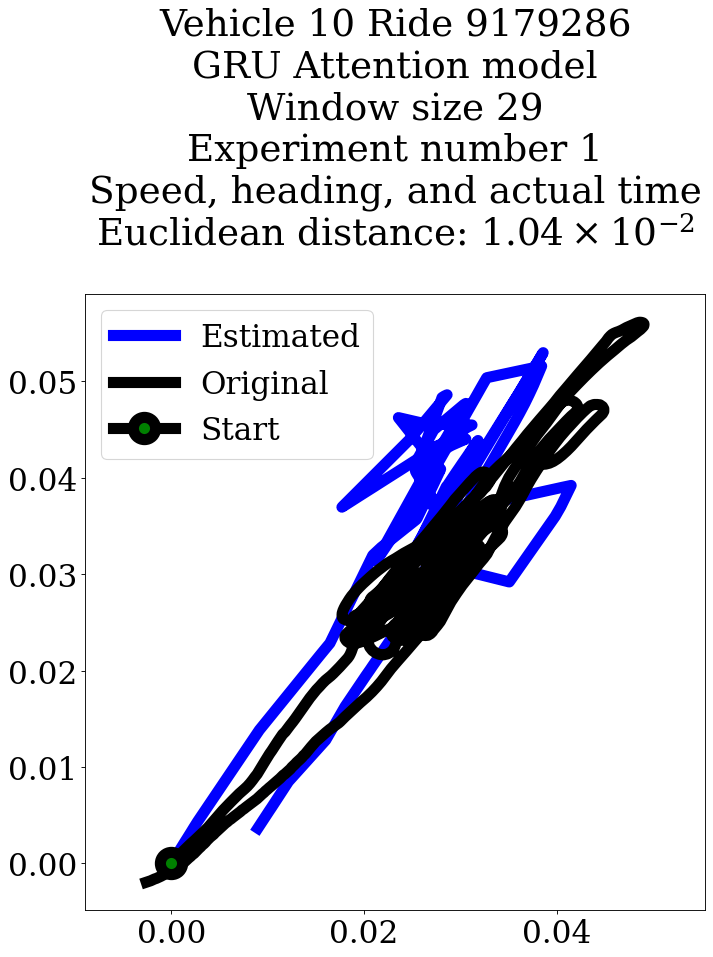 Vehicle 10 Ride 9179286
GRU Attention model
Window size 29
Experiment number 1
Speed, heading, and actual time
Euclidean distance: 1.04 × 10⁻²
Estimated
Original
Start
0.05
0.04
0.03
0.02
0.01
0.00
0.00 0.02 0.04